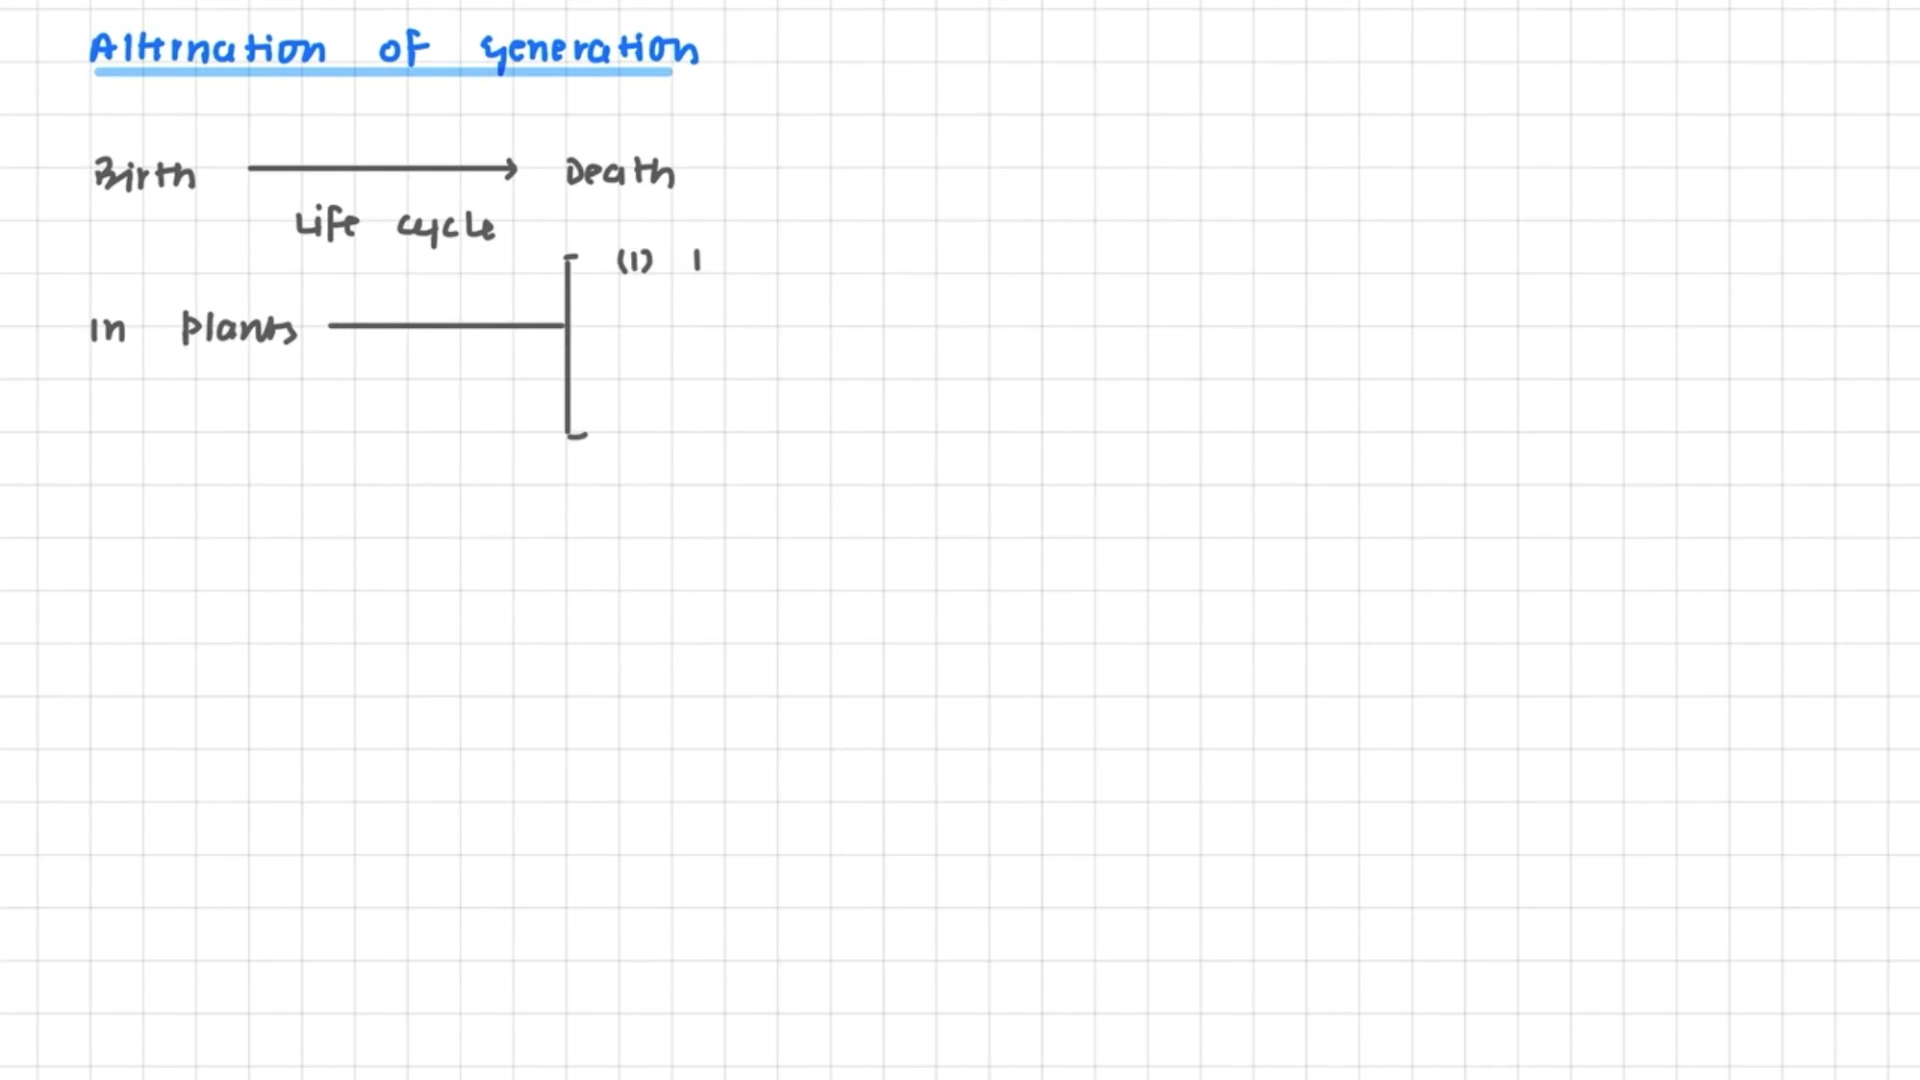 Alternation of generation
Birth Death
Life cycle
(1) 1
in plants